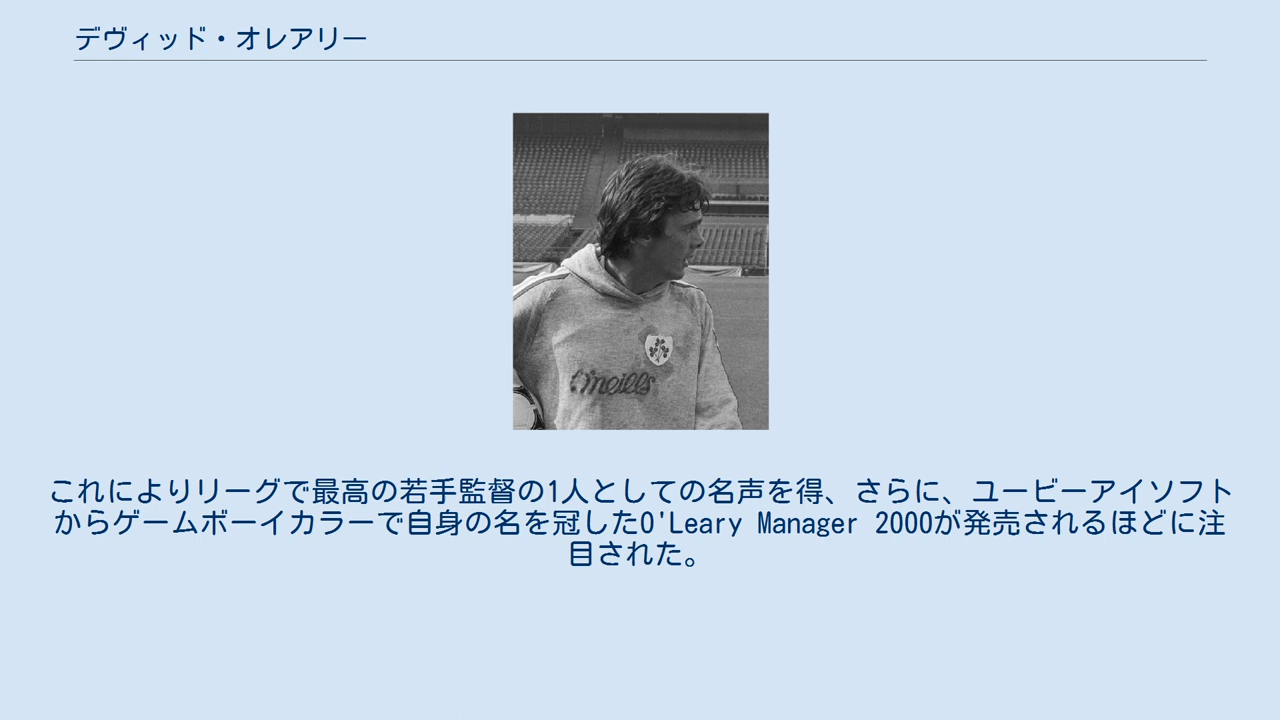 デヴィッド・オレアリー
O'neills
これによりリーグで最高の若手監督の1人としての名声を得、さらに、ユービーアイソフト
からゲームボーイカラーで自身の名を冠したO'Leary Manager 2000が発売されるほどに注
目された。